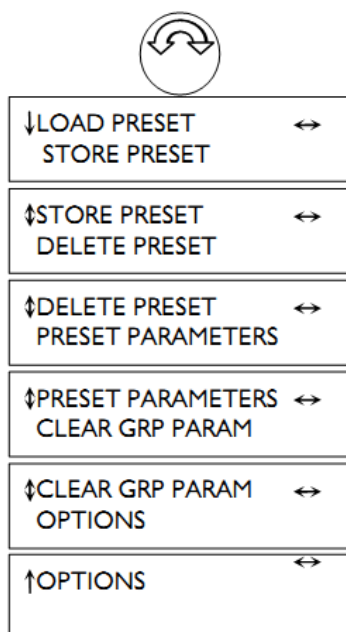 ↓LOAD PRESET ↔
STORE PRESET
↕STORE PRESET ↔
DELETE PRESET
↕DELETE PRESET ↔
PRESET PARAMETERS
↕PRESET PARAMETERS ↔
CLEAR GRP PARAM
↕CLEAR GRP PARAM ↔
OPTIONS
↑OPTIONS ↔